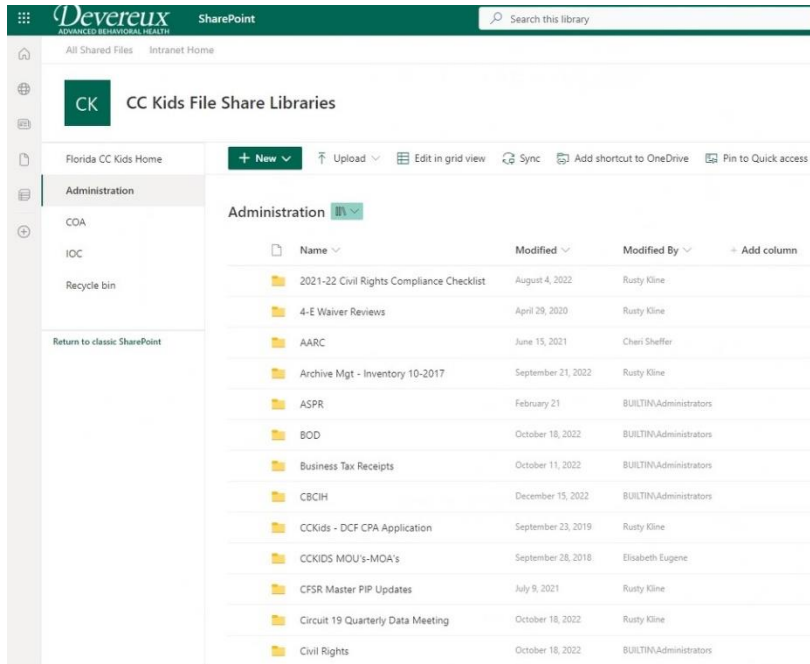 Devereux
ADVANCED BEHAVIORAL HEALTH
SharePoint
Search this library
All Shared Files Intranet Home
CK
CC Kids File Share Libraries
Florida CC Kids Home
Administration
COA
IOC
Recycle bin
Return to classic SharePoint
+ New Upload Edit in grid view Sync Add shortcut to OneDrive Pin to Quick access
Administration
Name Modified Modified By + Add column
2021-22 Civil Rights Compliance Checklist August 4, 2022 Rusty Kline
4-E Waiver Reviews April 29, 2020 Rusty Kline
AARC June 15, 2021 Cheri Sheffer
Archive Mgt - Inventory 10-2017 September 21, 2022 Rusty Kline
ASPR February 21 BUILTIN\Administrators
BOD October 18, 2022 BUILTIN\Administrators
Business Tax Receipts October 11, 2022 BUILTIN\Administrators
CBCIH December 15, 2022 BUILTIN\Administrators
CCKids - DCF CPA Application September 23, 2019 Rusty Kline
CCKIDS MOU's-MOA's September 28, 2018 Elisabeth Eugene
CFSR Master PIP Updates July 9, 2021 Rusty Kline
Circuit 19 Quarterly Data Meeting October 18, 2022 Rusty Kline
Civil Rights October 18, 2022 BUILTIN\Administrators